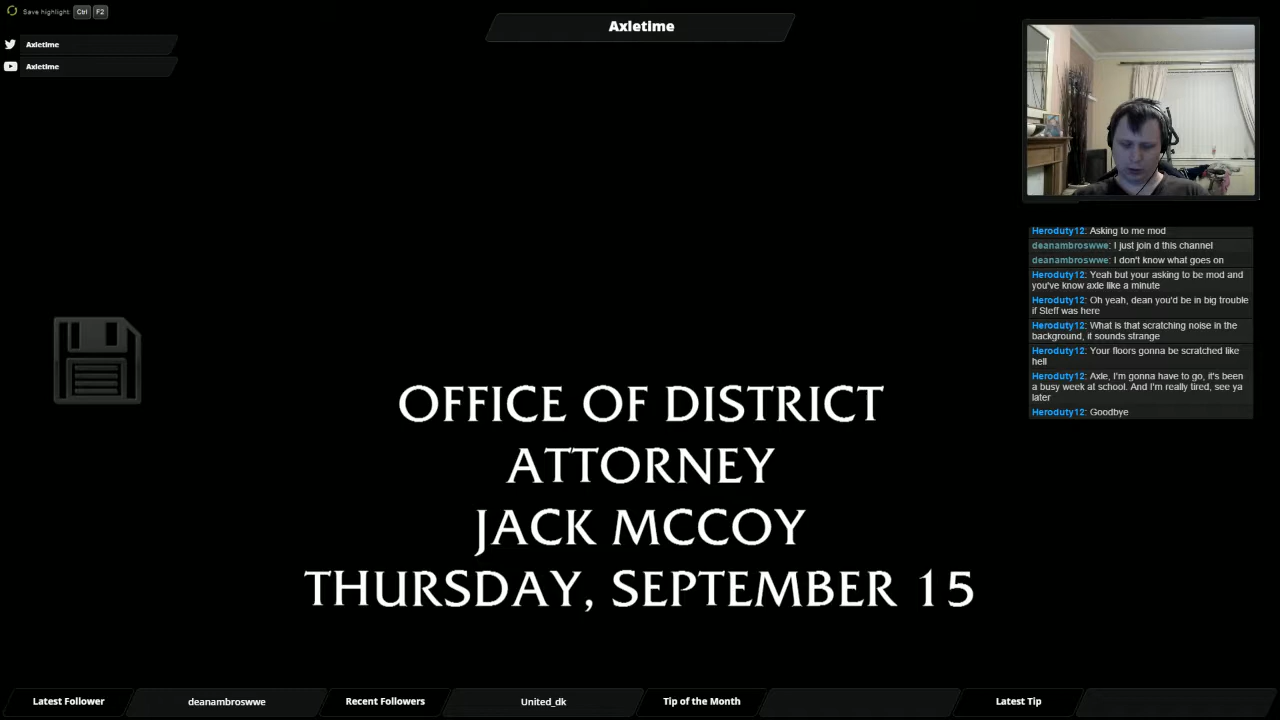 Save highlight: Ctrl F2
Axletime
Axletime
Axletime
Heroduty12: Asking to me mod
deanambroswwe: I just join d this channel
deanambroswwe: I don't know what goes on
Heroduty12: Yeah but your asking to be mod and
you've know axle like a minute
Heroduty12: Oh yeah, dean you'd be in big trouble
if Steff was here
Heroduty12: What is that scratching noise in the
background, it sounds strange
Heroduty12: Your floors gonna be scratched like
hell
Heroduty12: Axle, I'm gonna have to go, it's been
a busy week at school. And I'm really tired, see ya
later
Heroduty12: Goodbye
OFFICE OF DISTRICT
ATTORNEY
JACK MCCOY
THURSDAY, SEPTEMBER 15
Latest Follower deanambroswwe Recent Followers United_dk Tip of the Month Latest Tip